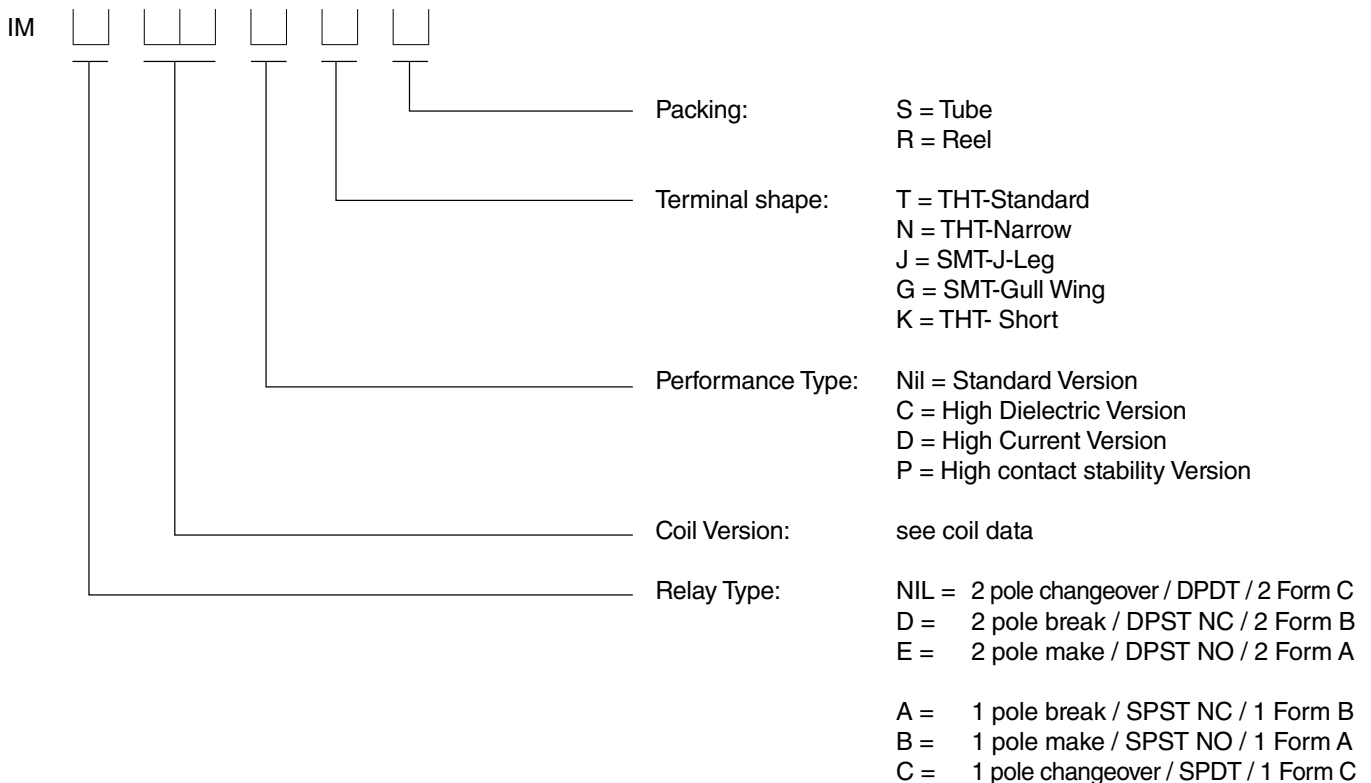 IM
Packing: S = Tube
R = Reel
Terminal shape: T = THT-Standard
N = THT-Narrow
J = SMT-J-Leg
G = SMT-Gull Wing
K = THT- Short
Performance Type: Nil = Standard Version
C = High Dielectric Version
D = High Current Version
P = High contact stability Version
Coil Version: see coil data
Relay Type: NIL = 2 pole changeover / DPDT / 2 Form C
D = 2 pole break / DPST NC / 2 Form B
E = 2 pole make / DPST NO / 2 Form A
A = 1 pole break / SPST NC / 1 Form B
B = 1 pole make / SPST NO / 1 Form A
C = 1 pole changeover / SPDT / 1 Form C